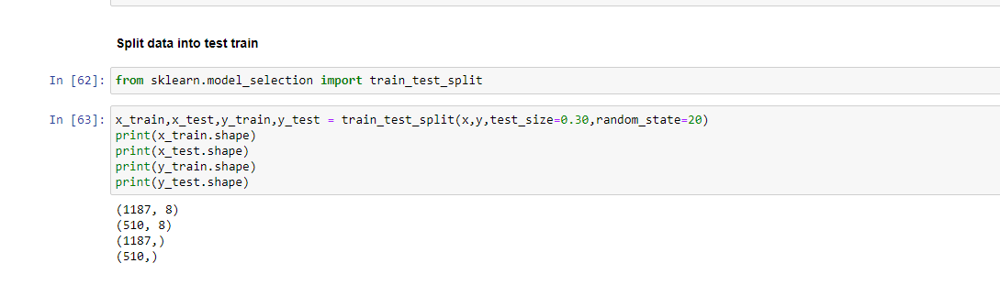 Split data into test train
In [62]: from sklearn.model_selection import train_test_split
In [63]: x_train,x_test,y_train,y_test = train_test_split(x,y,test_size=0.30,random_state=20)
print(x_train.shape)
print(x_test.shape)
print(y_train.shape)
print(y_test.shape)
(1187, 8)
(510, 8)
(1187,)
(510,)